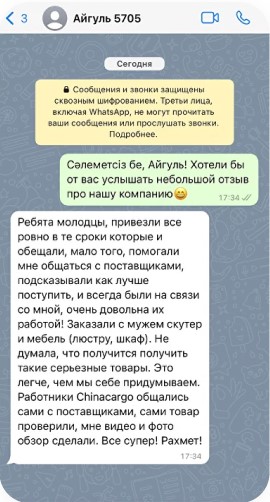 3
Айгуль 5705
Сегодня
Сообщения и звонки защищены
сквозным шифрованием. Третьи лица,
включая WhatsApp, не могут прочитать
ваши сообщения или прослушать звонки.
Подробнее.
Сәлеметсіз бе, Айгуль! Хотели бы
от вас услышать небольшой отзыв
про нашу компанию😄
17:34
Ребята молодцы, привезли все
ровно в те сроки которые и
обещали, мало того, помогали
мне общаться с поставщиками,
подсказывали как лучше
поступить, и всегда были на связи
со мной, очень довольна их
работой! Заказали с мужем скутер
и мебель (люстру, шкаф). Не
думала, что получится получить
такие серьезные товары. Это
легче, чем мы себе придумываем.
Работники Chinacargo общались
сами с поставщиками, сами товар
проверили, мне видео и фото
обзор сделали. Все супер! Рахмет!
17:34